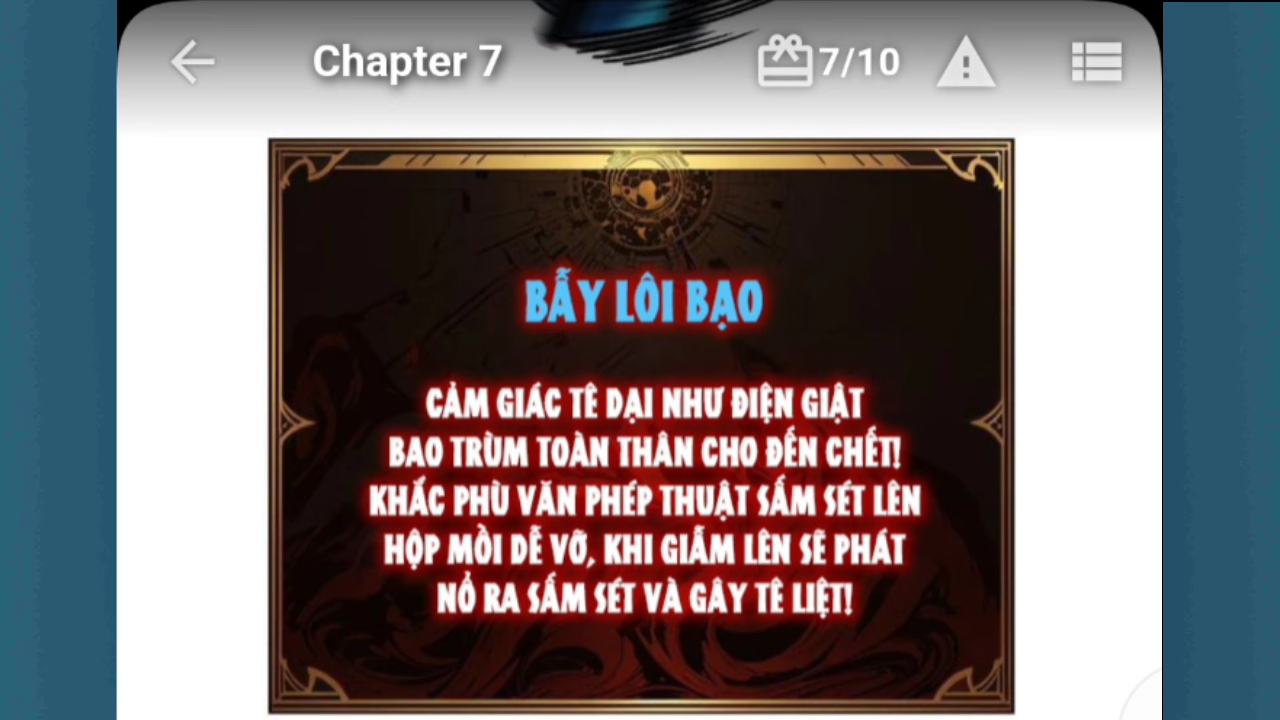 Chapter 7
7/10
BẪY LÔI BẠO
CẢM GIÁC TÊ DẠI NHƯ ĐIỆN GIẬT
BAO TRÙM TOÀN THÂN CHO ĐẾN CHẾT!
KHẮC PHÙ VĂN PHÉP THUẬT SẤM SÉT LÊN
HỘP MỒI DỄ VỠ, KHI GIẪM LÊN SẼ PHÁT
NỔ RA SẤM SÉT VÀ GÂY TÊ LIỆT!